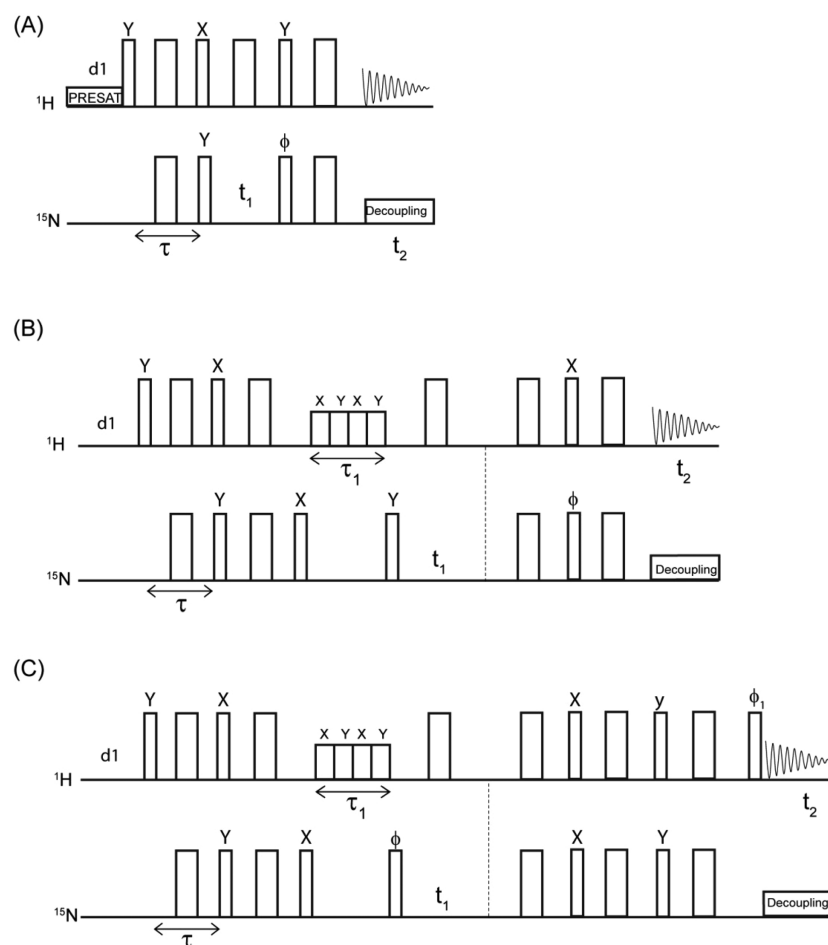 (A)
Y X Y
d1
PRESAT
¹H
Y ϕ
t₁
¹⁵N
Decoupling
τ
t₂
(B)
Y X X
X Y X Y
d1
¹H
τ₁
t₂
Y X Y ϕ
t₁
¹⁵N
Decoupling
τ
(C)
Y X X y ϕ₁
X Y X Y
d1
¹H
τ₁
t₂
Y X ϕ X Y
t₁
¹⁵N
Decoupling
τ